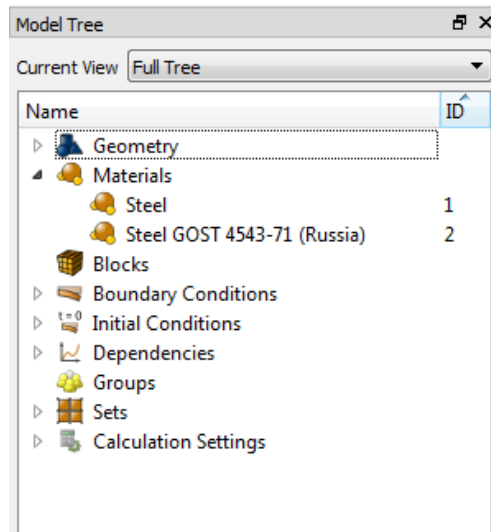 Model Tree
Current View Full Tree
Name ID
Geometry
Materials
Steel 1
Steel GOST 4543-71 (Russia) 2
Blocks
Boundary Conditions
t=0 Initial Conditions
Dependencies
Groups
Sets
Calculation Settings